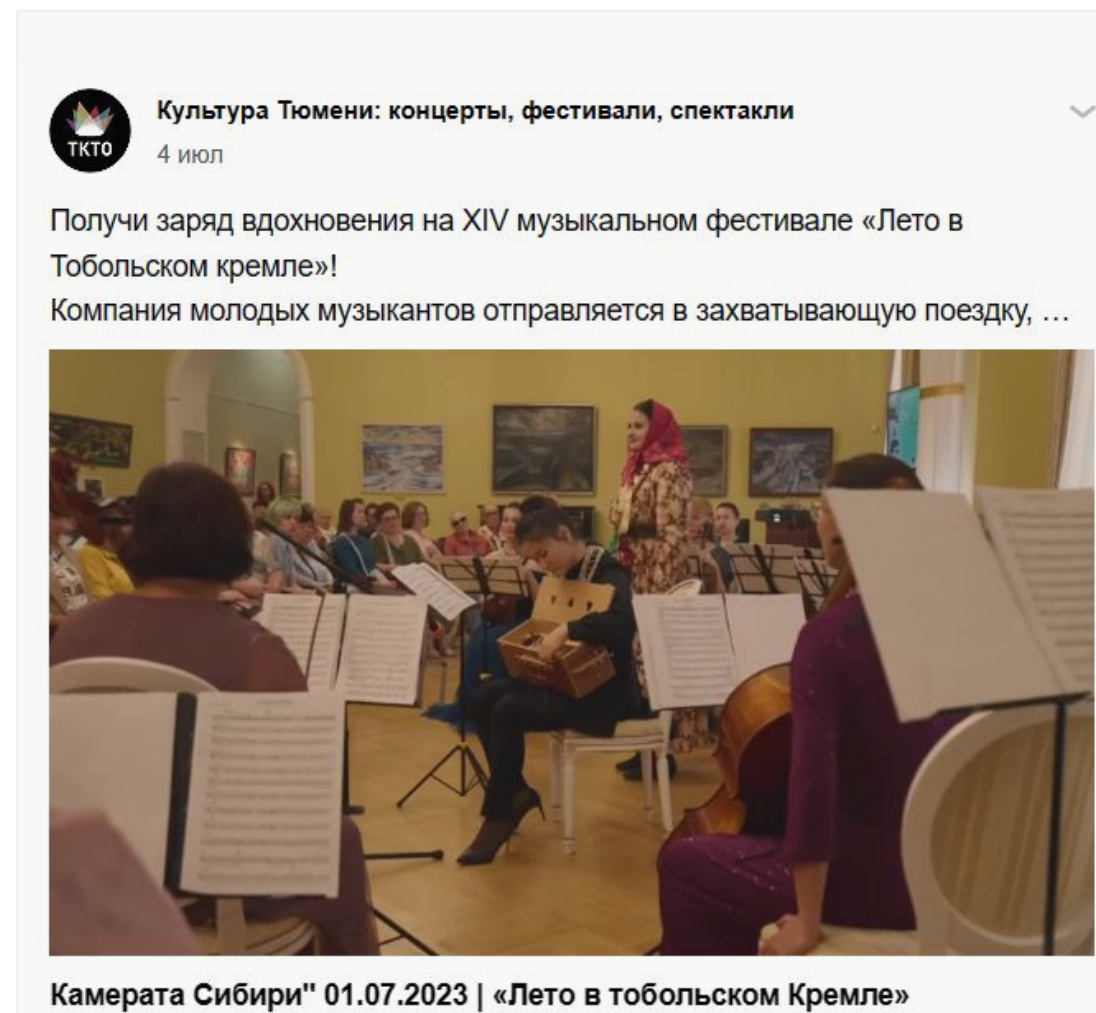 ТКТО
Культура Тюмени: концерты, фестивали, спектакли
4 июл
Получи заряд вдохновения на XIV музыкальном фестивале «Лето в
Тобольском кремле»!
Компания молодых музыкантов отправляется в захватывающую поездку, ...
Камерата Сибири" 01.07.2023 | «Лето в тобольском Кремле»